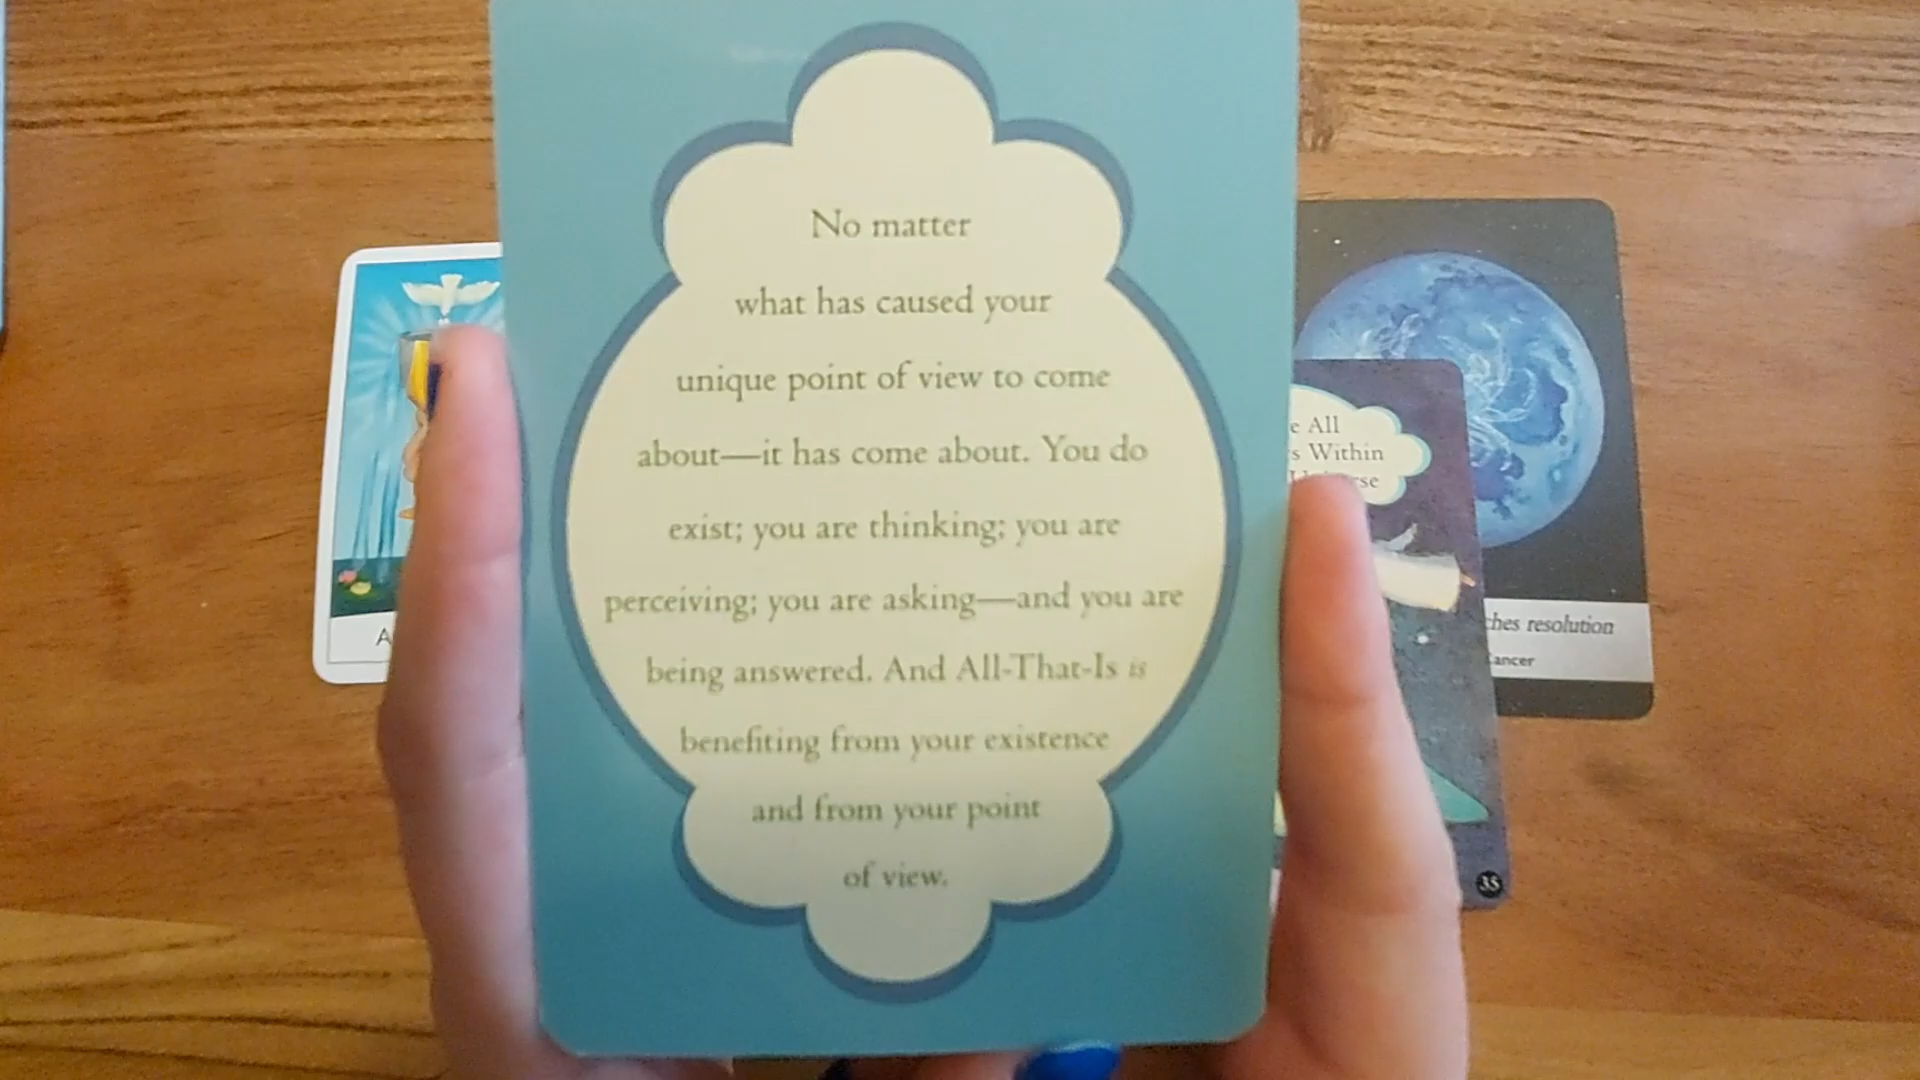 No matter
what has caused your
unique point of view to come
about—it has come about. You do
exist; you are thinking; you are
perceiving; you are asking—and you are
being answered. And All-That-Is is
benefiting from your existence
and from your point
of view.
All
Within
resolution
35